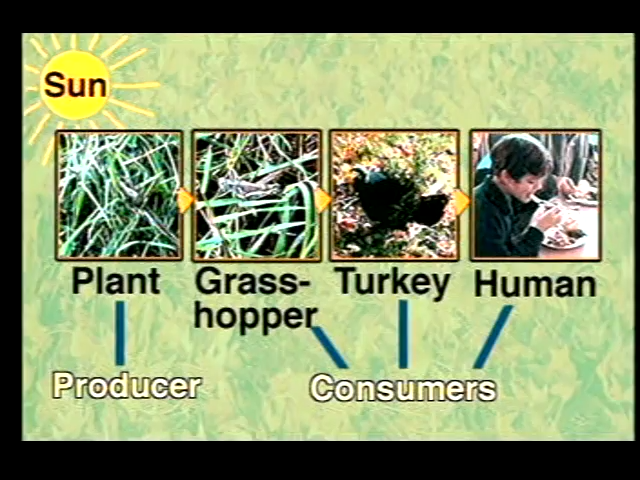 Sun
Plant
Grass-
hopper
Turkey
Human
Producer
Consumers